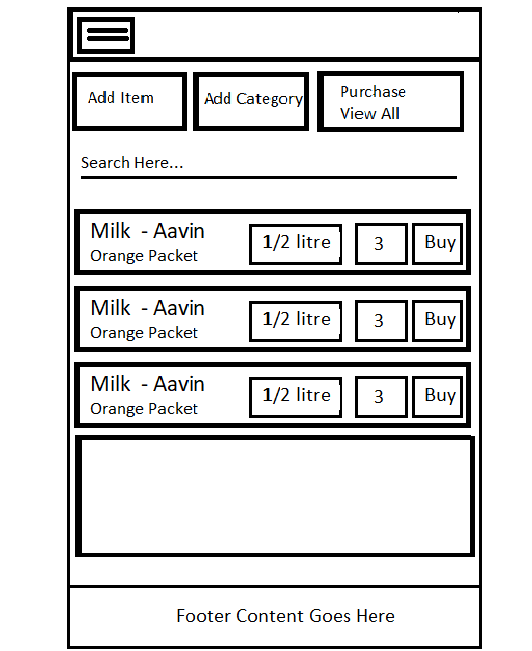 Add Item
Add Category
Purchase
View All
Search Here...
Milk - Aavin
Orange Packet
1/2 litre
3
Buy
Milk - Aavin
Orange Packet
1/2 litre
3
Buy
Milk - Aavin
Orange Packet
1/2 litre
3
Buy
Footer Content Goes Here